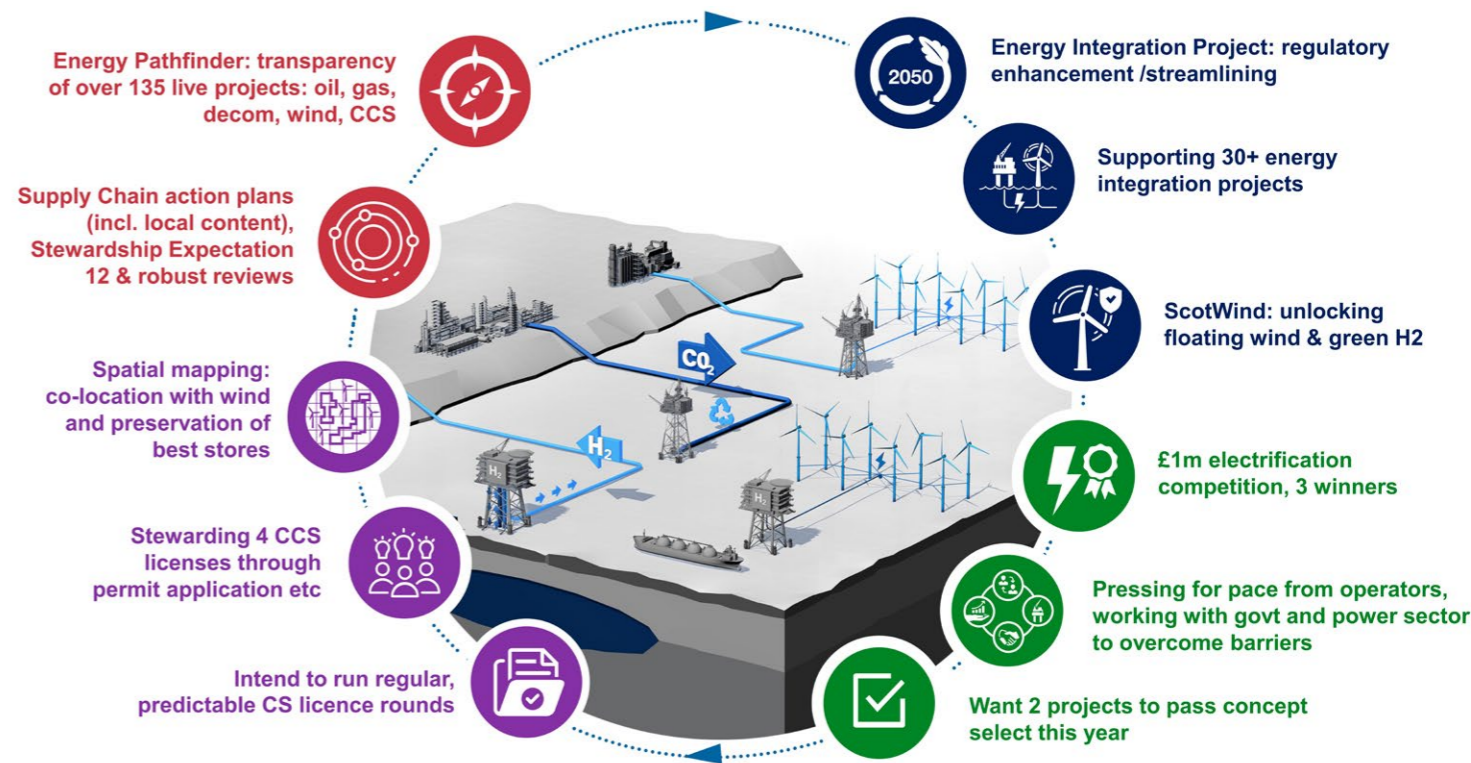 Energy Pathfinder: transparency
of over 135 live projects: oil, gas,
decom, wind, CCS
2050
Energy Integration Project: regulatory
enhancement /streamlining
Supporting 30+ energy
integration projects
Supply Chain action plans
(incl. local content),
Stewardship Expectation
12 & robust reviews
ScotWind: unlocking
floating wind & green H2
CO2
Spatial mapping:
co-location with wind
and preservation of
best stores
H2
H2
H2
£1m electrification
competition, 3 winners
Stewarding 4 CCS
licenses through
permit application etc
Pressing for pace from operators,
working with govt and power sector
to overcome barriers
Intend to run regular,
predictable CS licence rounds
Want 2 projects to pass concept
select this year